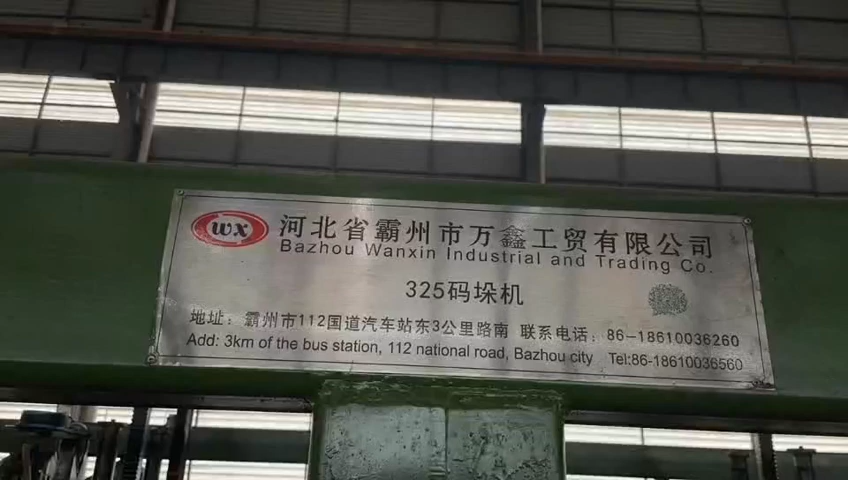 wx
河北省霸州市万鑫工贸有限公司
Bazhou Wanxin Industrial and Trading Co.
325码垛机
地址：霸州市112国道汽车站东3公里路南 联系电话：86-18610036260
Add: 3km of the bus station, 112 national road, Bazhou city Tel:86-18610036560